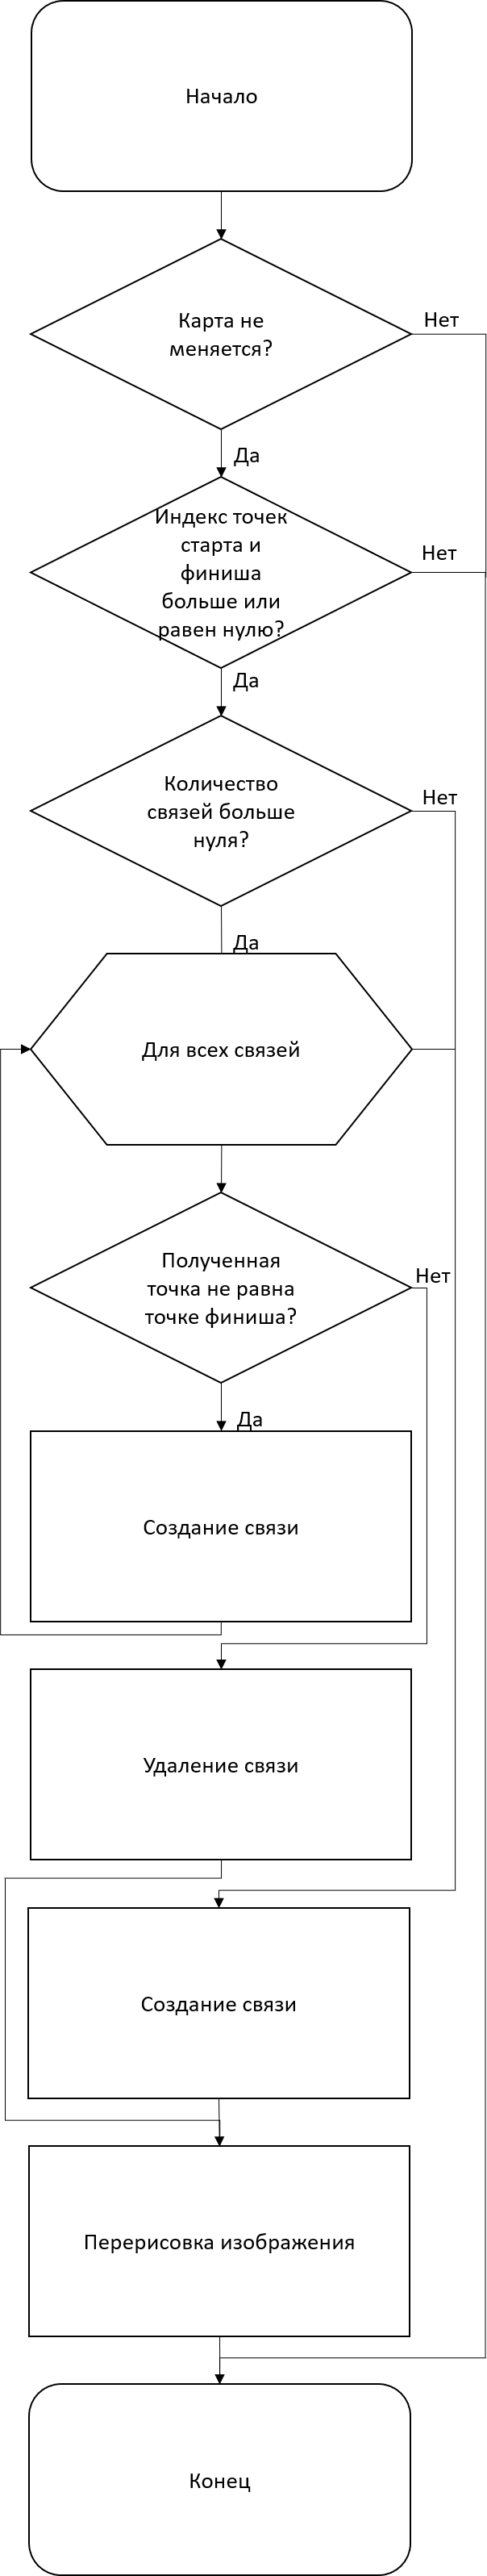 Начало
Карта не
меняется?
Нет
Да
Индекс точек
старта и
финиша
больше или
равен нулю?
Нет
Да
Количество
связей больше
нуля?
Нет
Да
Для всех связей
Полученная
точка не равна
точке финиша?
Нет
Да
Создание связи
Удаление связи
Создание связи
Перерисовка изображения
Конец